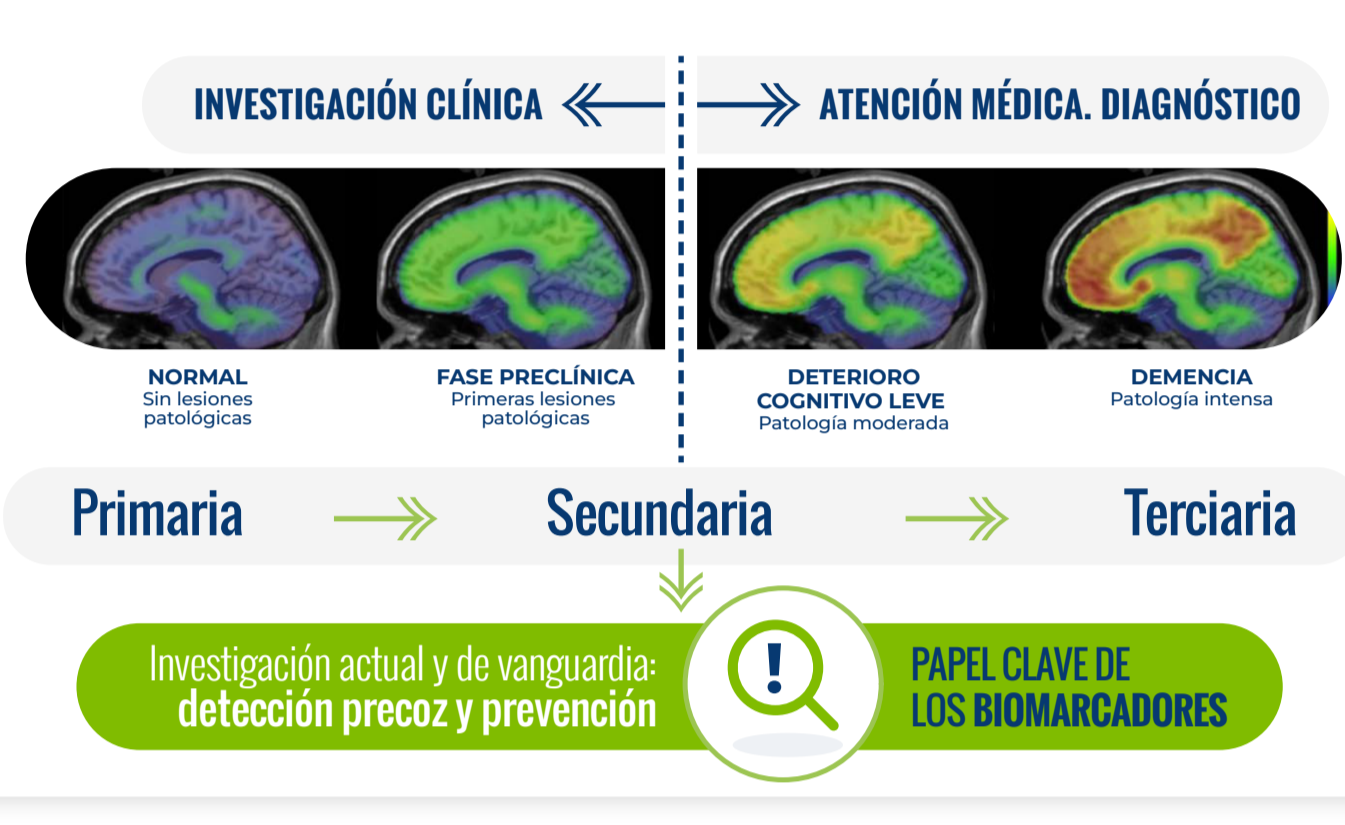 INVESTIGACIÓN CLÍNICA
ATENCIÓN MÉDICA. DIAGNÓSTICO
NORMAL
Sin lesiones
patológicas
FASE PRECLÍNICA
Primeras lesiones
patológicas
DETERIORO
COGNITIVO LEVE
Patología moderada
DEMENCIA
Patología intensa
Primaria
Secundaria
Terciaria
Investigación actual y de vanguardia:
detección precoz y prevención
!
PAPEL CLAVE DE
LOS BIOMARCADORES